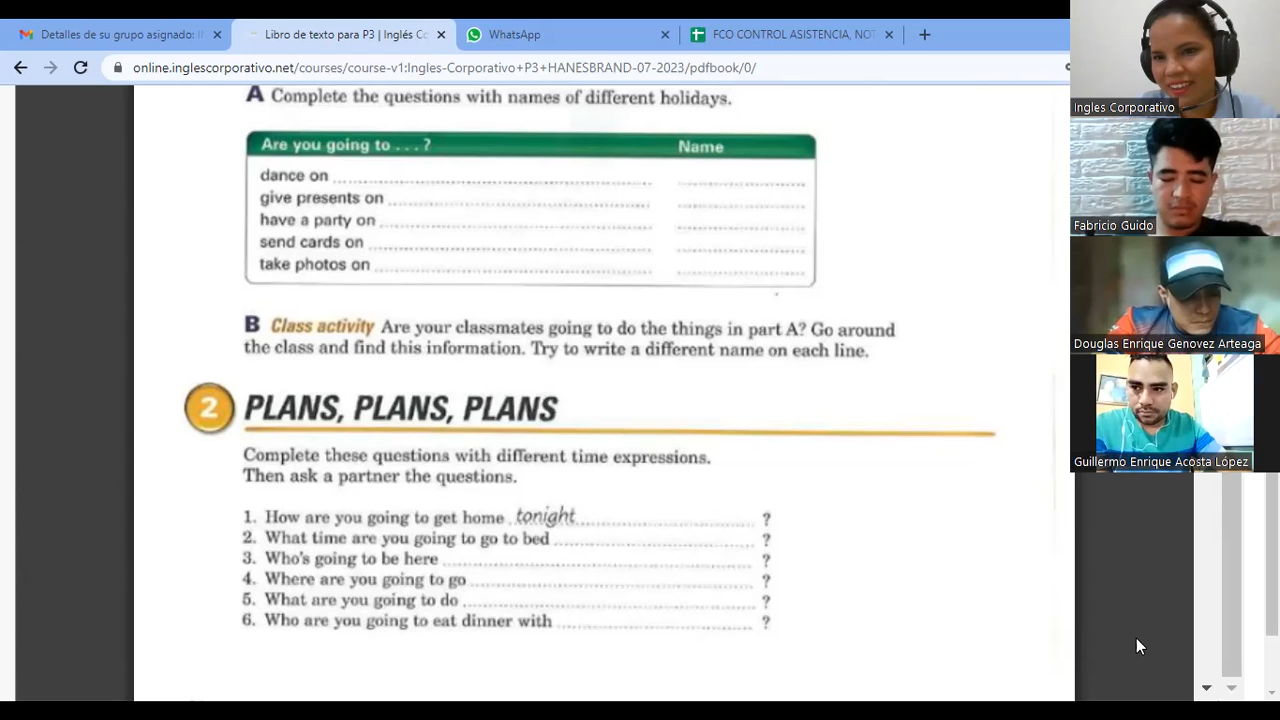 Detalles de su grupo asignado: I
Libro de texto para P3 | Inglés Co
WhatsApp
FCO CONTROL ASISTENCIA, NOT
online.inglescorporativo.net/courses/course-v1:Ingles-Corporativo+P3+HANESBRAND-07-2023/pdfbook/0/
A Complete the questions with names of different holidays.
Are you going to . . . ? Name
dance on
give presents on
have a party on
send cards on
take photos on
B Class activity Are your classmates going to do the things in part A? Go around
the class and find this information. Try to write a different name on each line.
2 PLANS, PLANS, PLANS
Complete these questions with different time expressions.
Then ask a partner the questions.
1. How are you going to get home tonight ?
2. What time are you going to go to bed ?
3. Who's going to be here ?
4. Where are you going to go ?
5. What are you going to do ?
6. Who are you going to eat dinner with ?
Ingles Corporativo
Fabricio Guido
Douglas Enrique Genovez Arteaga
Guillermo Enrique Acosta López